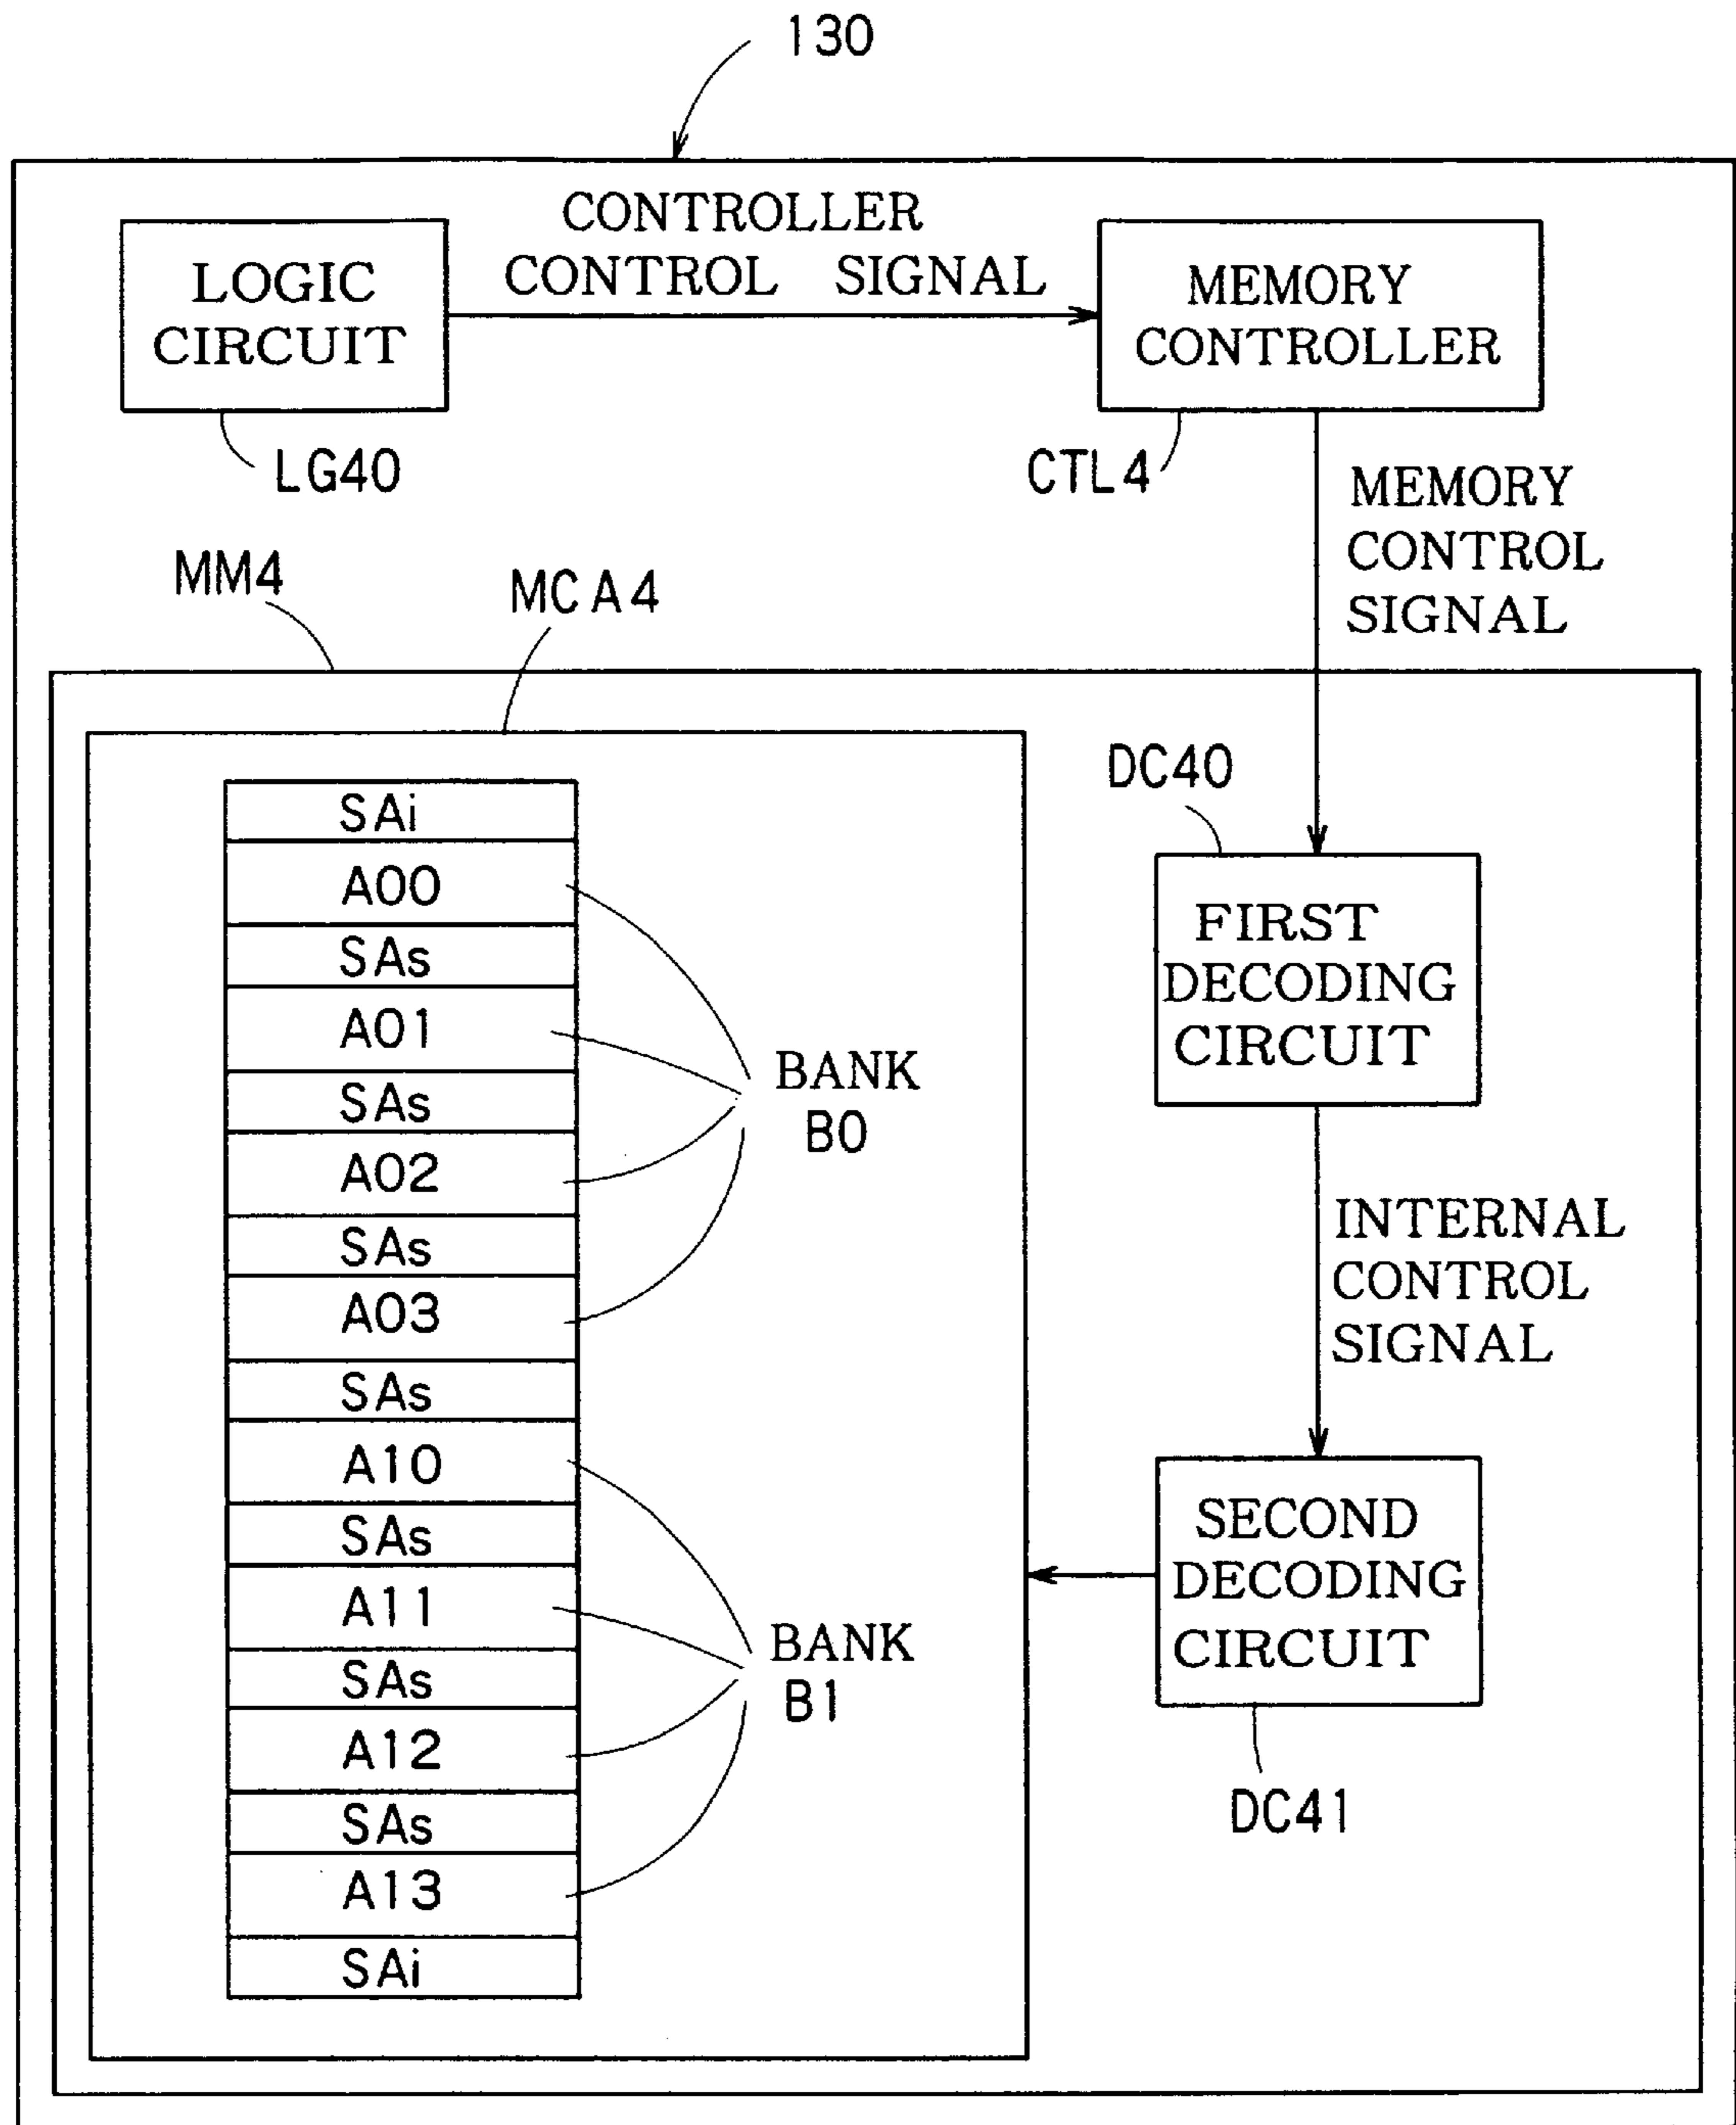 130
CONTROLLER
CONTROL SIGNAL
LOGIC
CIRCUIT
MEMORY
CONTROLLER
LG40
CTL4
MEMORY
CONTROL
SIGNAL
MM4
MCA4
DC40
SAi
A00
SAs
A01
SAs
A02
SAs
A03
SAs
A10
SAs
A11
SAs
A12
SAs
A13
SAi
BANK
B0
BANK
B1
FIRST
DECODING
CIRCUIT
INTERNAL
CONTROL
SIGNAL
SECOND
DECODING
CIRCUIT
DC41